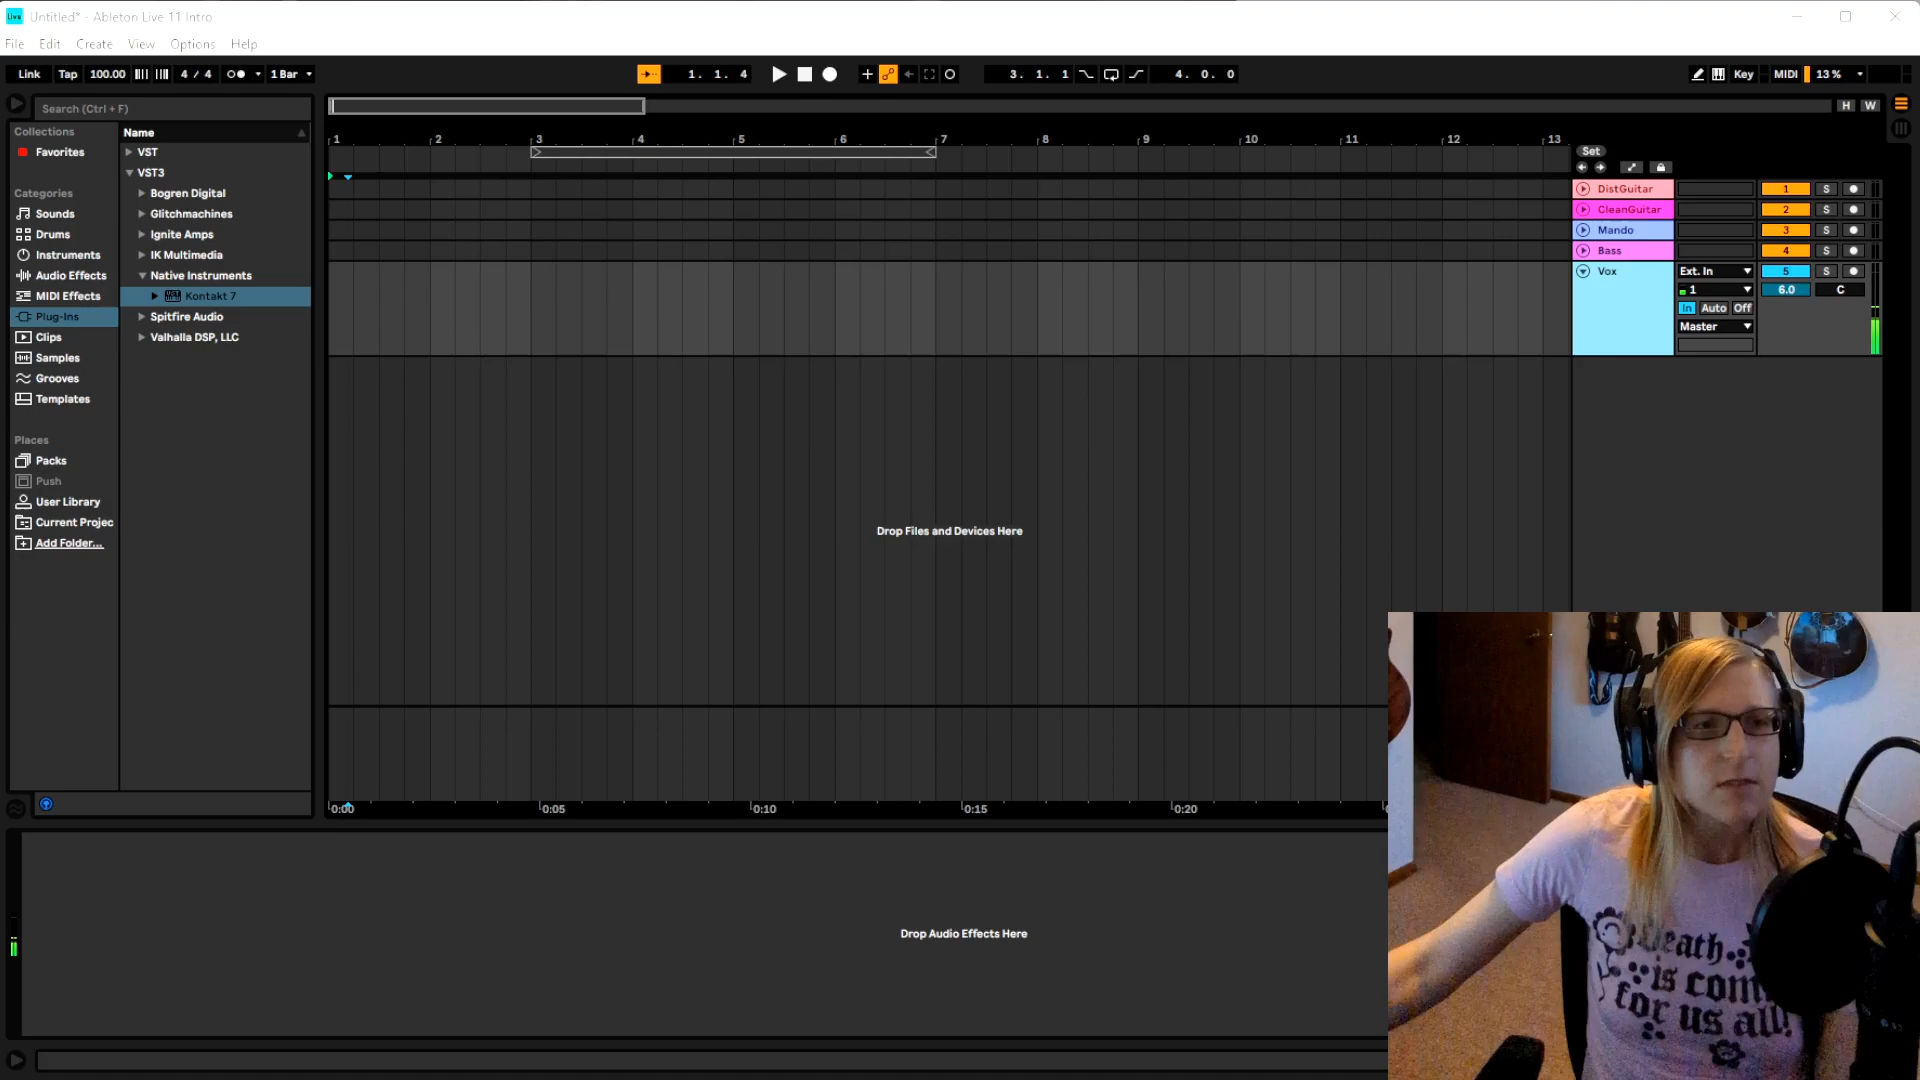 Untitled* - Ableton Live 11 Intro
File Edit Create View Options Help
Link Tap 100.00 4 / 4 1 Bar 1. 1. 4 3. 1. 1 4. 0. 0 Key MIDI 13 %
Search (Ctrl + F)
H W
Collections
Favorites
Categories
Sounds
Drums
Instruments
Audio Effects
MIDI Effects
Plug-Ins
Clips
Samples
Grooves
Templates
Places
Packs
Push
User Library
Current Projec
Add Folder...
Name
VST
VST3
Bogren Digital
Glitchmachines
Ignite Amps
IK Multimedia
Native Instruments
Kontakt 7
Spitfire Audio
Valhalla DSP, LLC
1 2 3 4 5 6 7 8 9 10 11 12 13
Set
DistGuitar 1 S
CleanGuitar 2 S
Mando 3 S
Bass 4 S
Vox Ext. In 5 S
1 6.0 C
In Auto Off
Master
Drop Files and Devices Here
0:00 0:05 0:10 0:15 0:20
Drop Audio Effects Here
Death
is com
for us all!